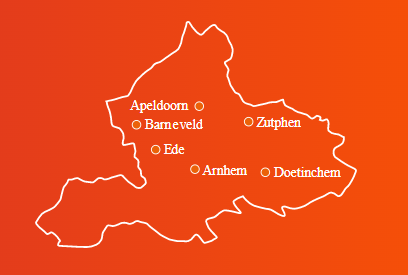 Apeldoorn
Barneveld
Zutphen
Ede
Arnhem
Doetinchem